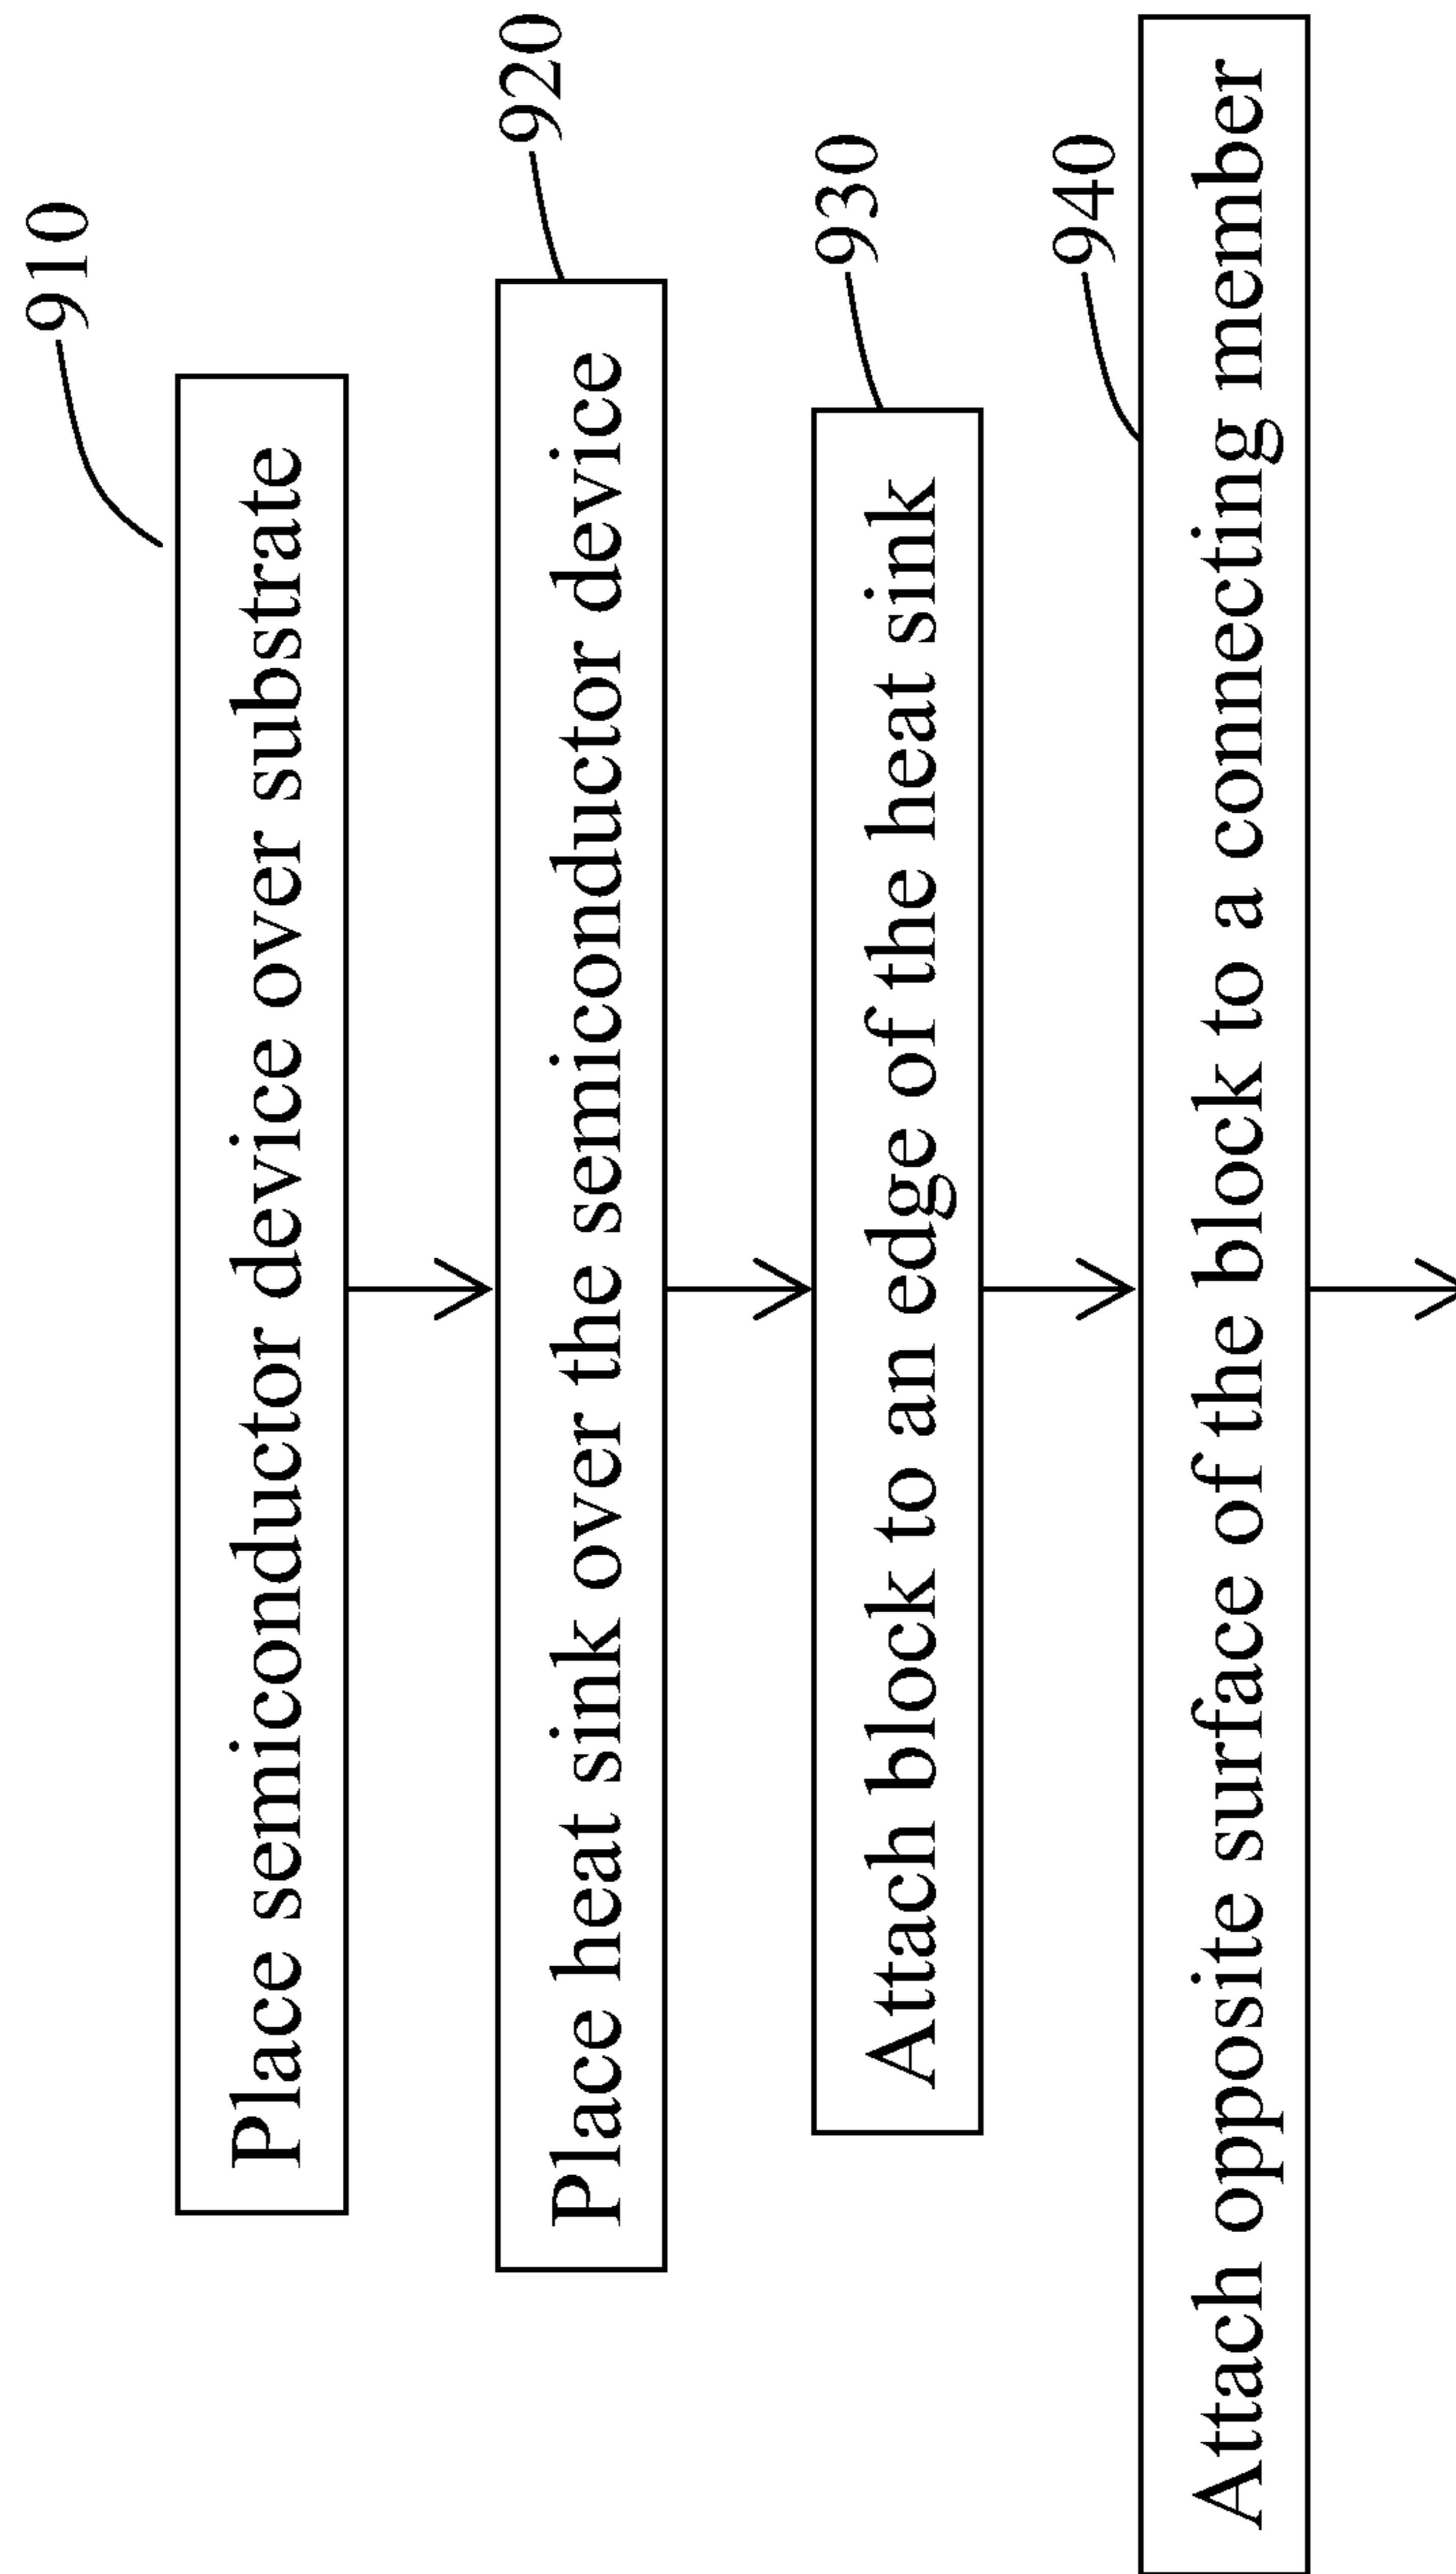 910
Place semiconductor device over substrate
920
Place heat sink over the semiconductor device
930
Attach block to an edge of the heat sink
940
Attach opposite surface of the block to a connecting member